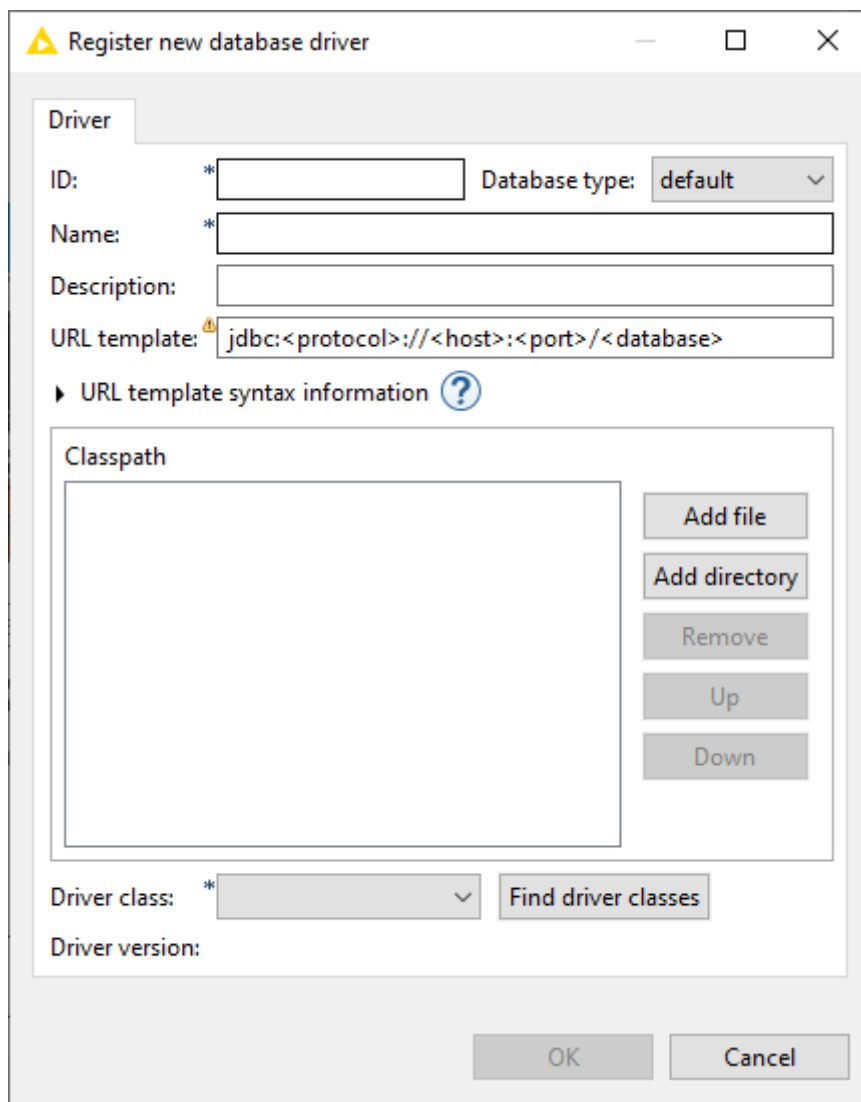 Register new database driver
Driver
ID: * Database type: default
Name: *
Description:
URL template: jdbc:<protocol>://<host>:<port>/<database>
URL template syntax information ?
Classpath
Add file
Add directory
Remove
Up
Down
Driver class: * Find driver classes
Driver version:
OK Cancel